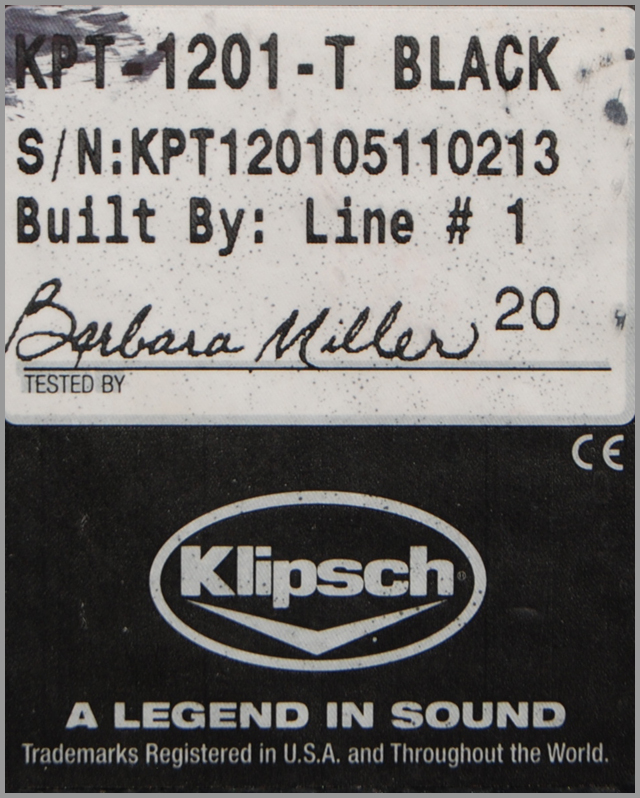 KPT-1201-T BLACK
S/N:KPT120105110213
Built By: Line # 1
Barbara Miller 20
TESTED BY
CE
Klipsch®
A LEGEND IN SOUND
Trademarks Registered in U.S.A. and Throughout the World.